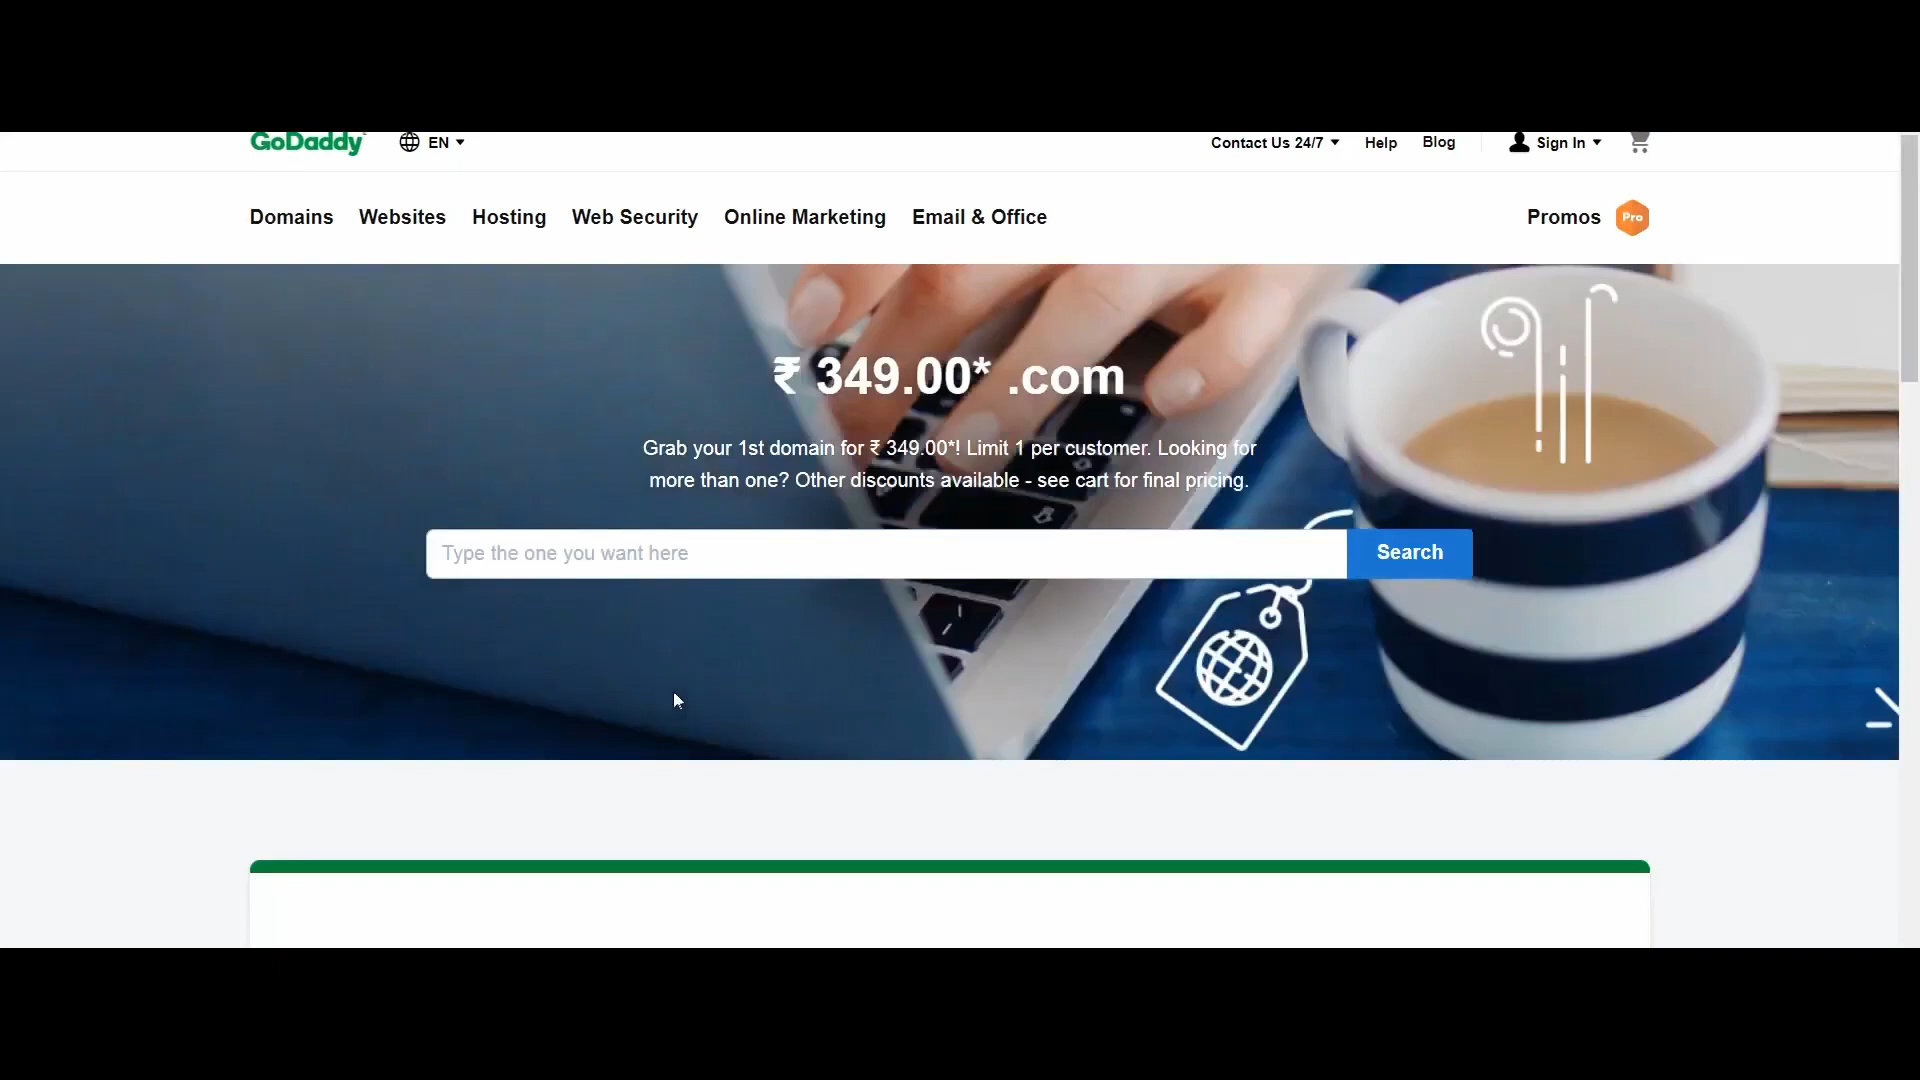 GoDaddy EN Contact Us 24/7 Help Blog Sign In
Domains Websites Hosting Web Security Online Marketing Email & Office Promos Pro
₹ 349.00* .com
Grab your 1st domain for ₹ 349.00*! Limit 1 per customer. Looking for
more than one? Other discounts available - see cart for final pricing.
Type the one you want here Search